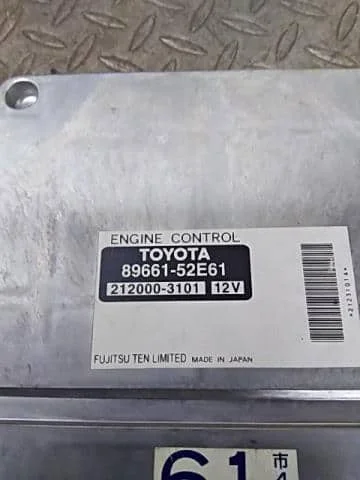 ENGINE CONTROL
TOYOTA
89661-52E61
212000-3101 12V
FUJITSU TEN LIMITED MADE IN JAPAN
61 市